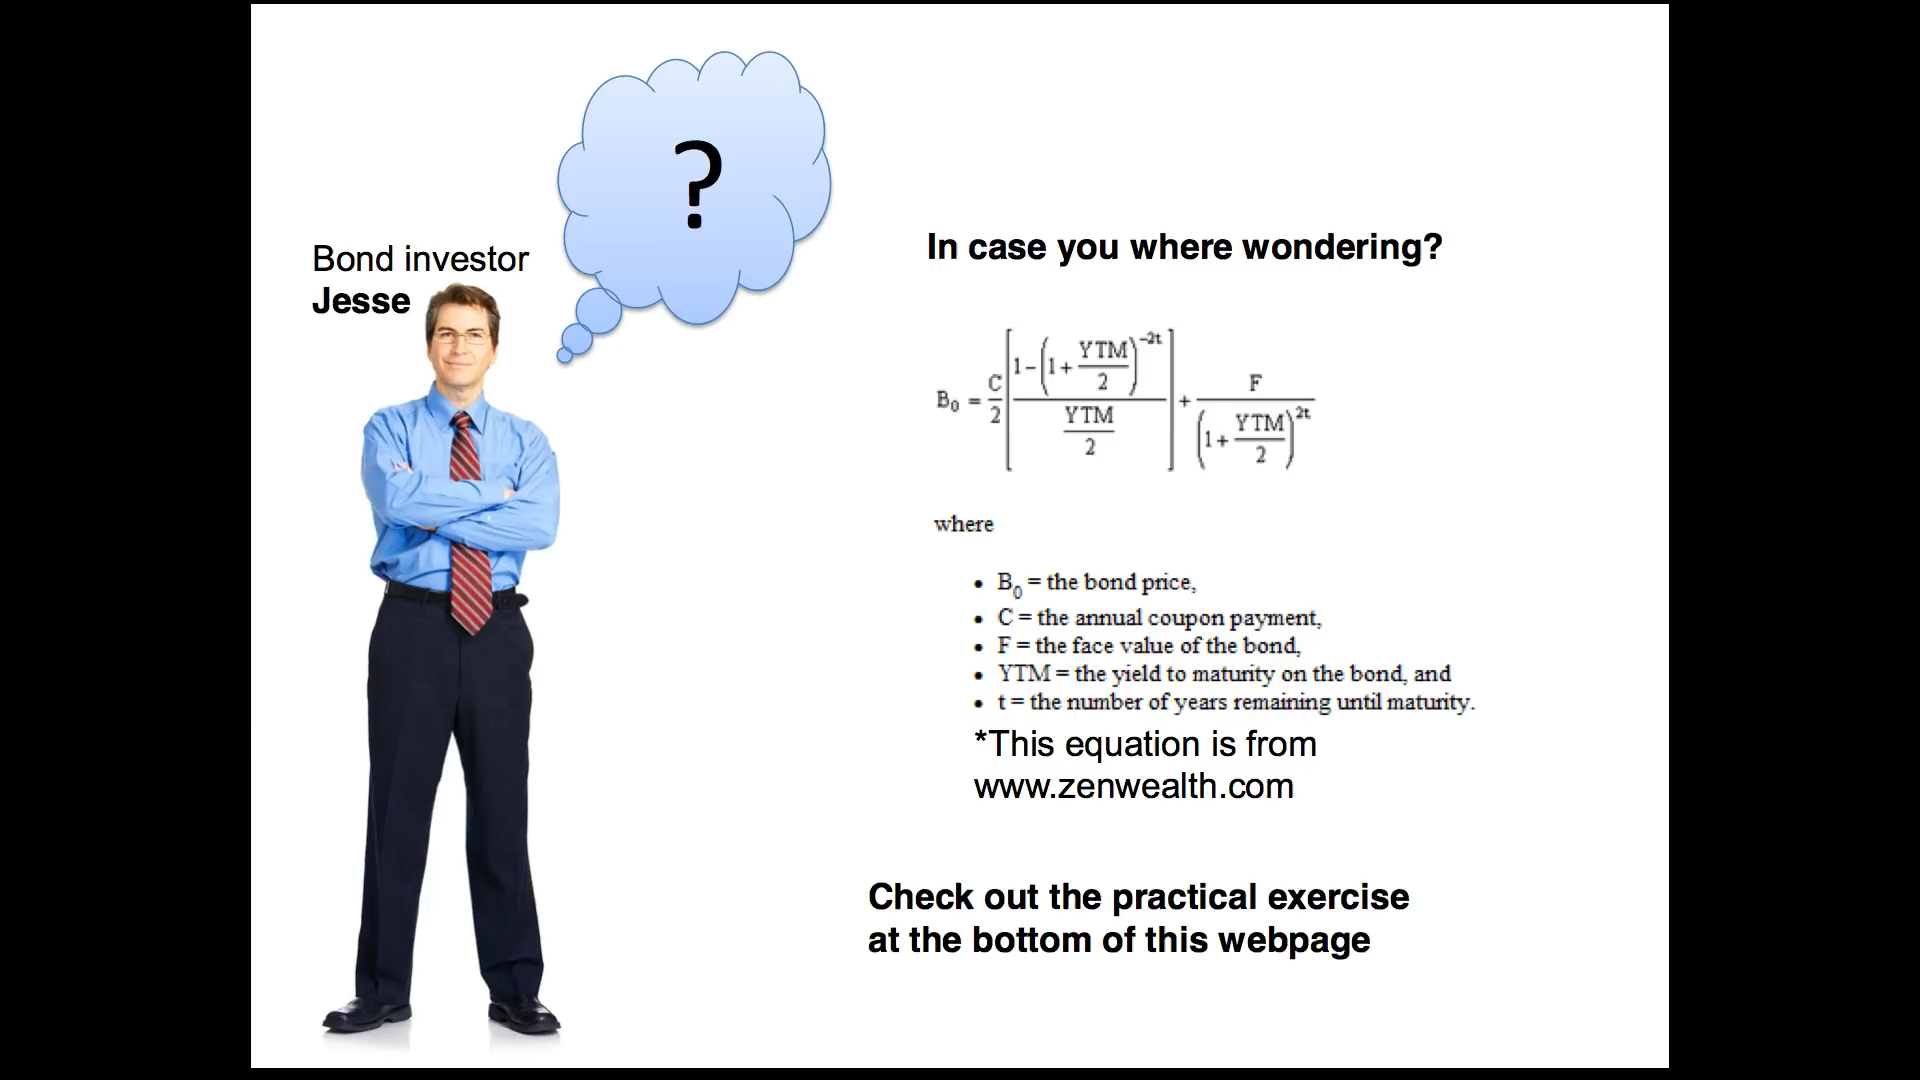 ?
Bond investor
Jesse
In case you where wondering?
B₀ = C/2 [ (1 − (1 + YTM/2)⁻²ᵗ) / (YTM/2) ] + F / (1 + YTM/2)²ᵗ
where
• B₀ = the bond price,
• C = the annual coupon payment,
• F = the face value of the bond,
• YTM = the yield to maturity on the bond, and
• t = the number of years remaining until maturity.
*This equation is from
www.zenwealth.com
Check out the practical exercise
at the bottom of this webpage